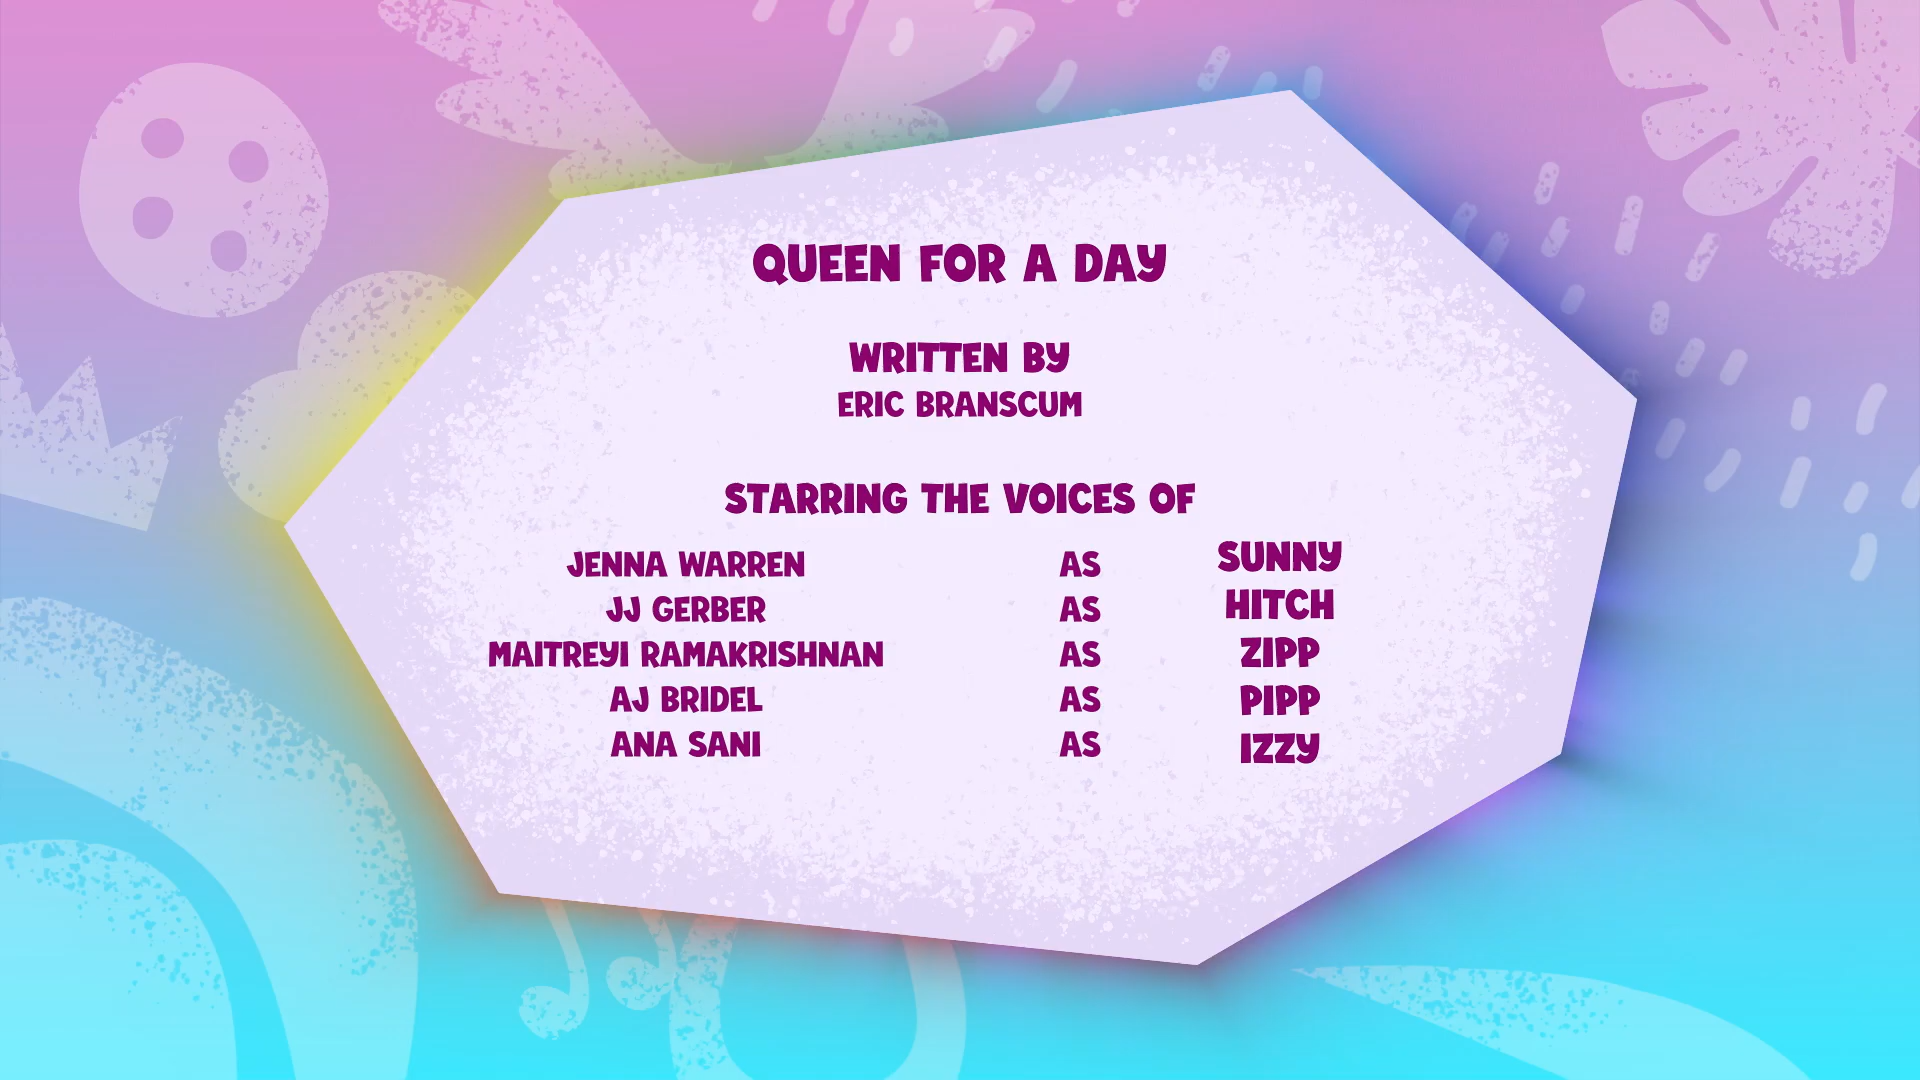 QUEEN FOR A DAY
WRITTEN BY
ERIC BRANSCUM
STARRING THE VOICES OF
JENNA WARREN AS SUNNY
JJ GERBER AS HITCH
MAITREYI RAMAKRISHNAN AS ZIPP
AJ BRIDEL AS PIPP
ANA SANI AS IZZY